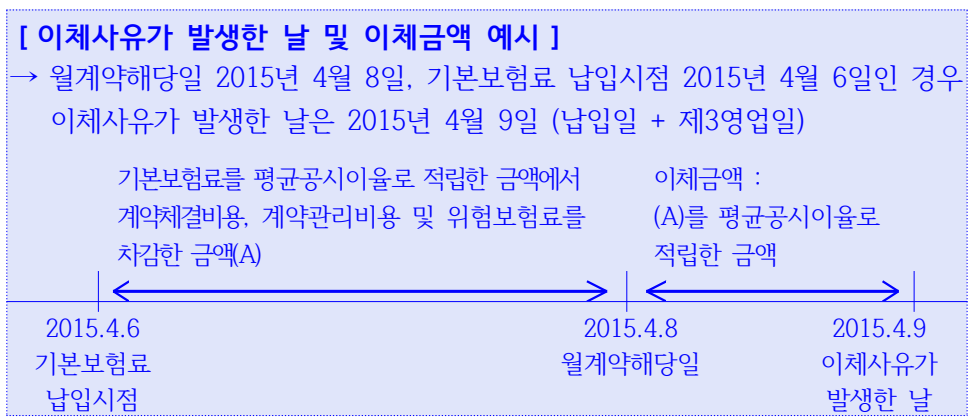 [ 이체사유가 발생한 날 및 이체금액 예시 ]
→ 월계약해당일 2015년 4월 8일, 기본보험료 납입시점 2015년 4월 6일인 경우
이체사유가 발생한 날은 2015년 4월 9일 (납입일 + 제3영업일)
기본보험료를 평균공시이율로 적립한 금액에서
계약체결비용, 계약관리비용 및 위험보험료를
차감한 금액(A)
이체금액 :
(A)를 평균공시이율로
적립한 금액
2015.4.6
기본보험료
납입시점
2015.4.8
월계약해당일
2015.4.9
이체사유가
발생한 날